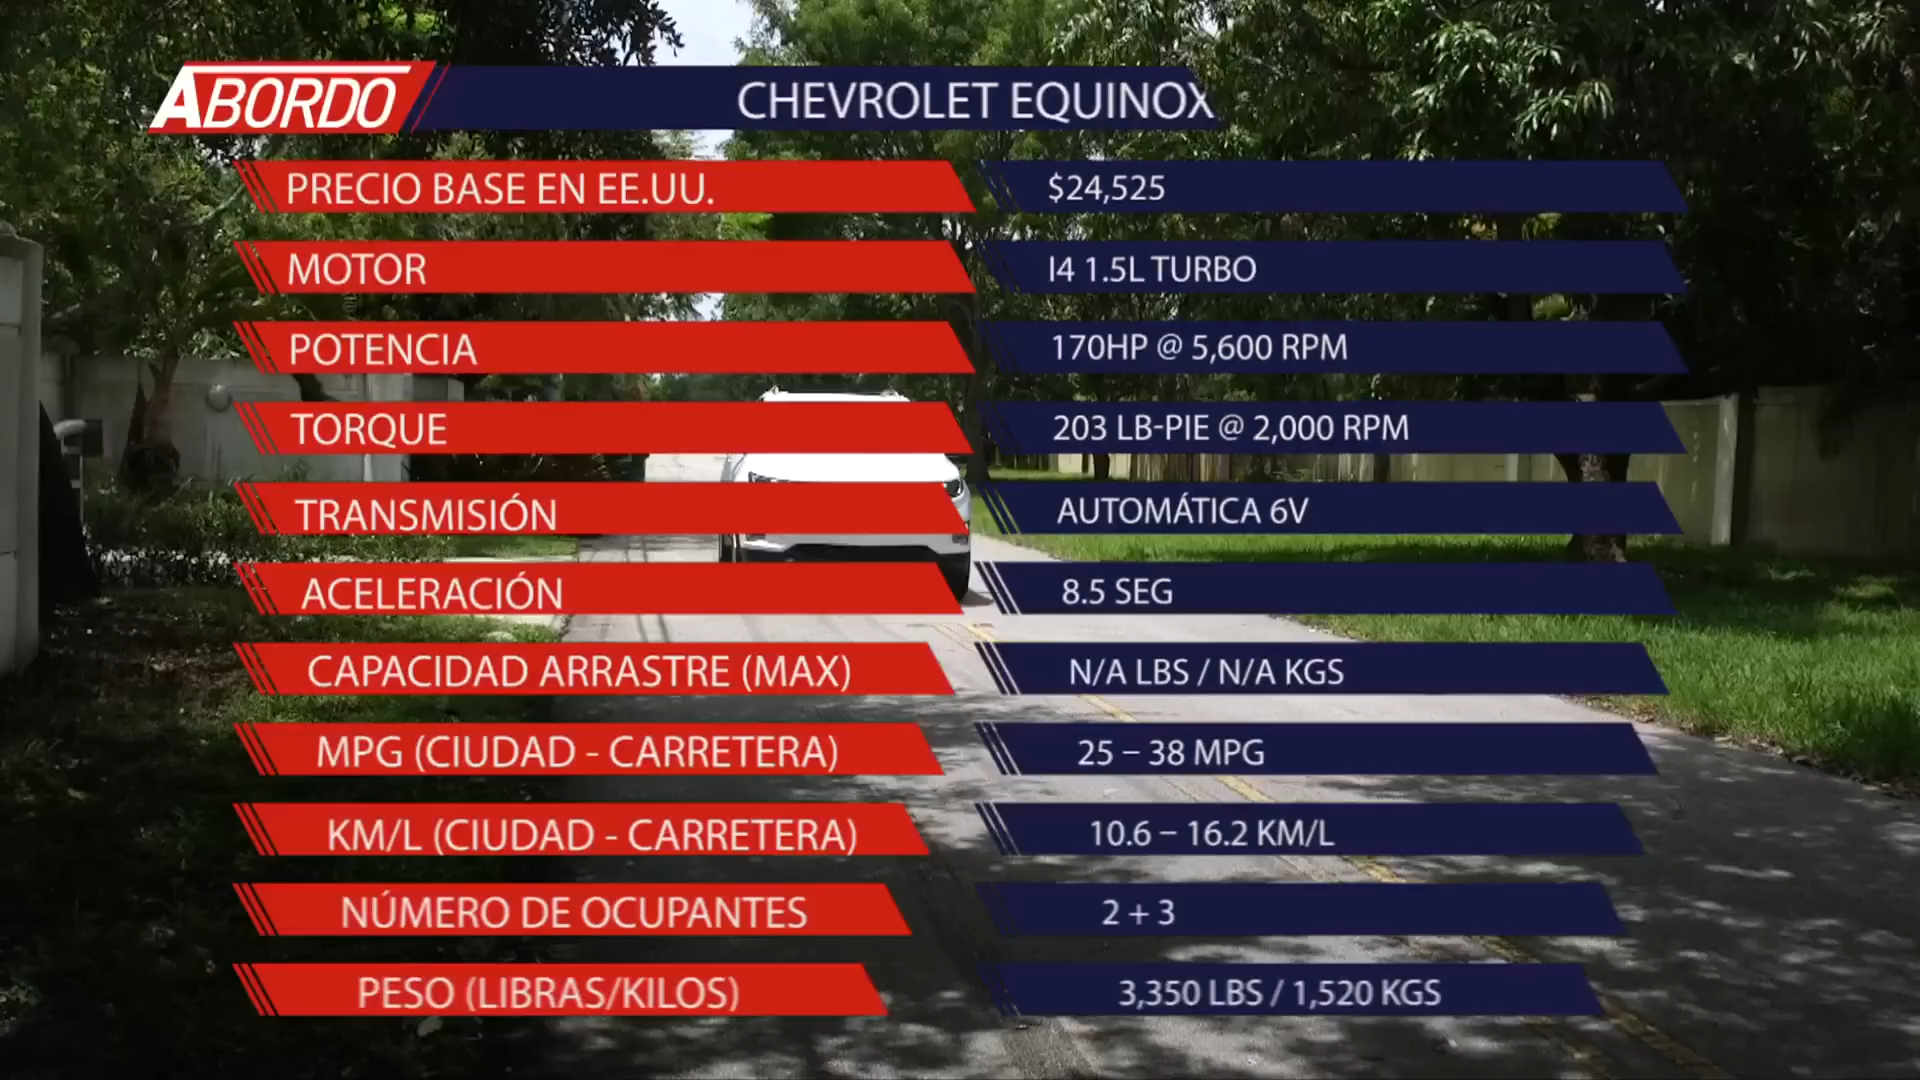 ABORDO CHEVROLET EQUINOX
PRECIO BASE EN EE.UU. $24,525
MOTOR I4 1.5L TURBO
POTENCIA 170HP @ 5,600 RPM
TORQUE 203 LB-PIE @ 2,000 RPM
TRANSMISIÓN AUTOMÁTICA 6V
ACELERACIÓN 8.5 SEG
CAPACIDAD ARRASTRE (MAX) N/A LBS / N/A KGS
MPG (CIUDAD - CARRETERA) 25 – 38 MPG
KM/L (CIUDAD - CARRETERA) 10.6 – 16.2 KM/L
NÚMERO DE OCUPANTES 2 + 3
PESO (LIBRAS/KILOS) 3,350 LBS / 1,520 KGS